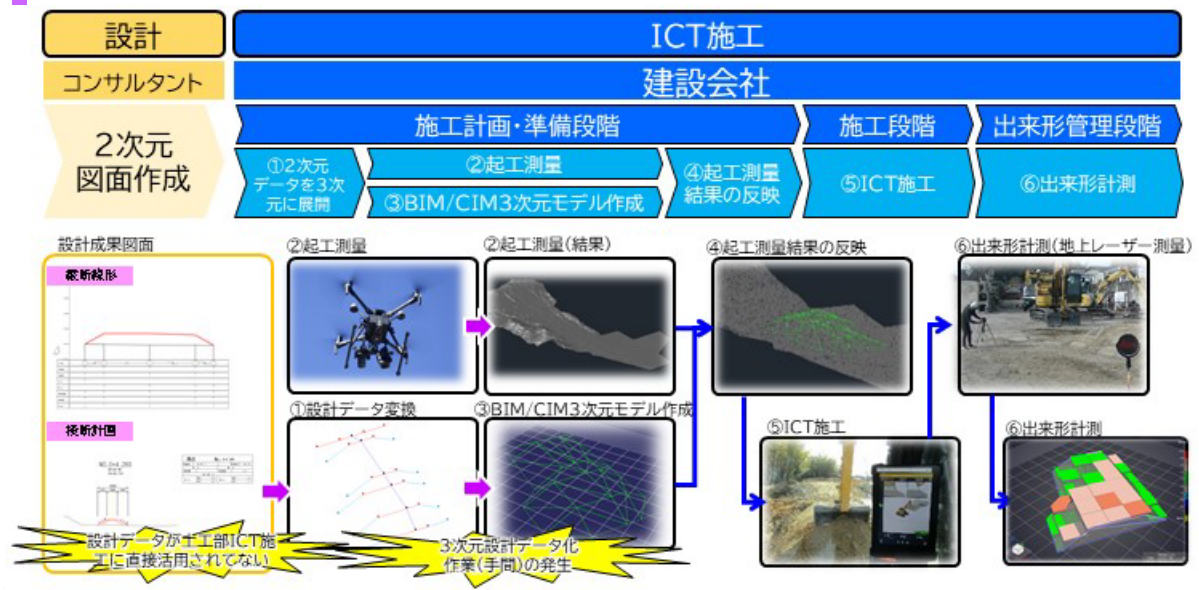 設計
ICT施工
コンサルタント
建設会社
2次元
図面作成
施工計画・準備段階
施工段階
出来形管理段階
①2次元
データを3次
元に展開
②起工測量
③BIM/CIM3次元モデル作成
④起工測量
結果の反映
⑤ICT施工
⑥出来形計測
設計成果図面
②起工測量
②起工測量(結果)
④起工測量結果の反映
⑥出来形計測(地上レーザー測量)
縦断線形
①設計データ変換
③BIM/CIM3次元モデル作成
⑤ICT施工
⑥出来形計測
横断計画
設計データが土工部ICT施
工に直接活用されてない
3次元設計データ化
作業(手間)の発生